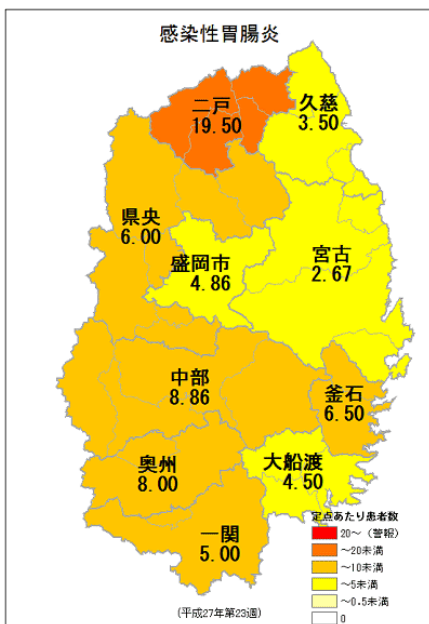 感染性胃腸炎
二戸
19.50
久慈
3.50
県央
6.00
盛岡市
4.86
宮古
2.67
中部
8.86
釜石
6.50
奥州
8.00
大船渡
4.50
一関
5.00
定点あたり患者数
20～（警報）
～20未満
～10未満
～5未満
～0.5未満
0
(平成27年第23週)